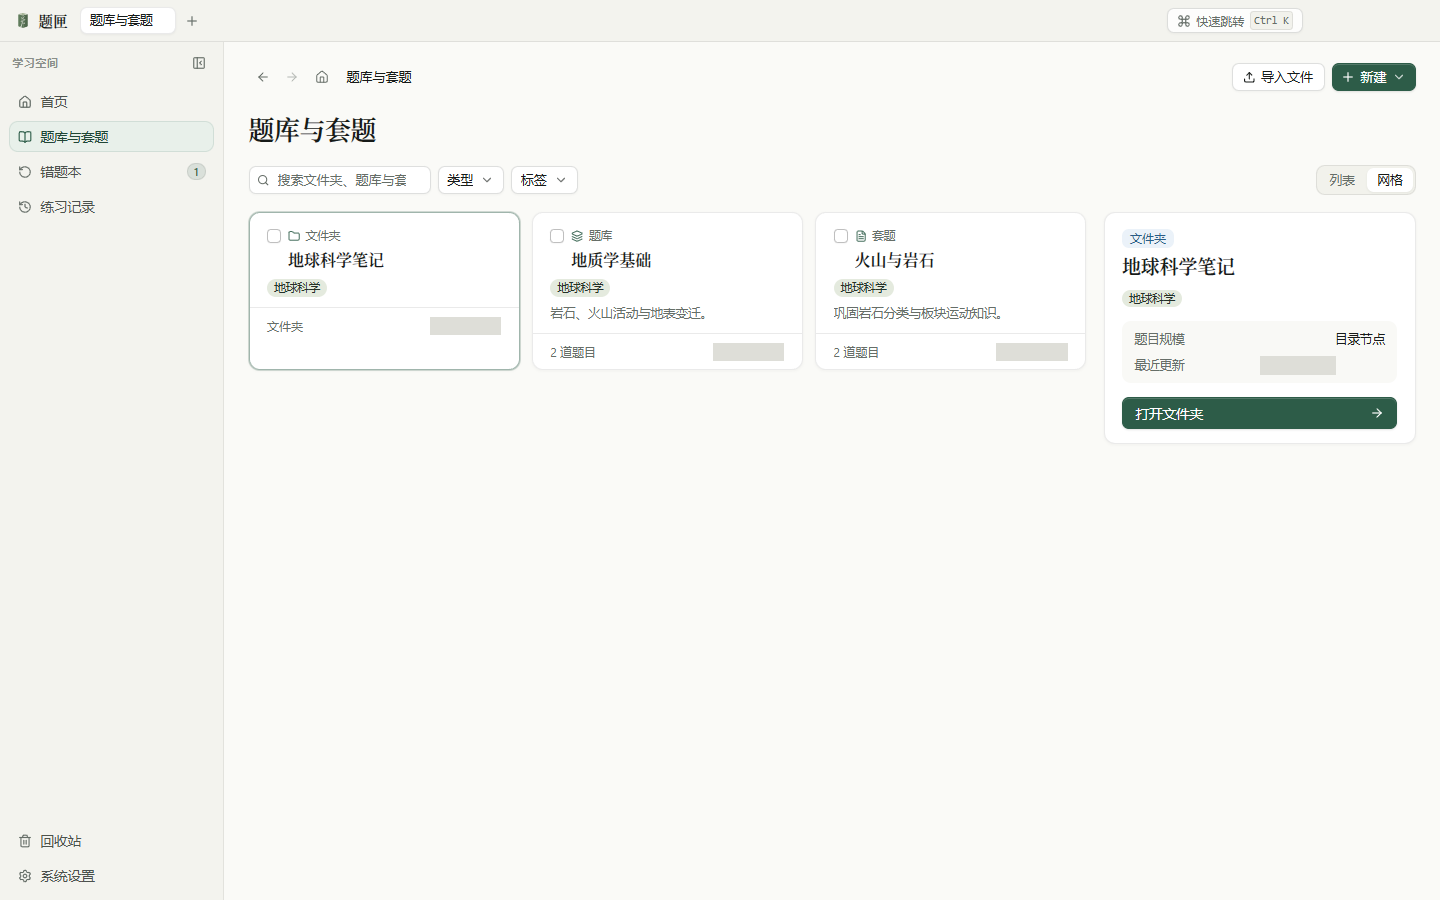 题匣
题库与套题
快速跳转 Ctrl K
学习空间
首页
题库与套题
错题本 1
练习记录
回收站
系统设置
题库与套题
导入文件
新建
题库与套题
搜索文件夹、题库与套
类型
标签
列表
网格
文件夹
地球科学笔记
地球科学
文件夹
题库
地质学基础
地球科学
岩石、火山活动与地表变迁。
2 道题目
套题
火山与岩石
地球科学
巩固岩石分类与板块运动知识。
2 道题目
文件夹
地球科学笔记
地球科学
题目规模 目录节点
最近更新
打开文件夹